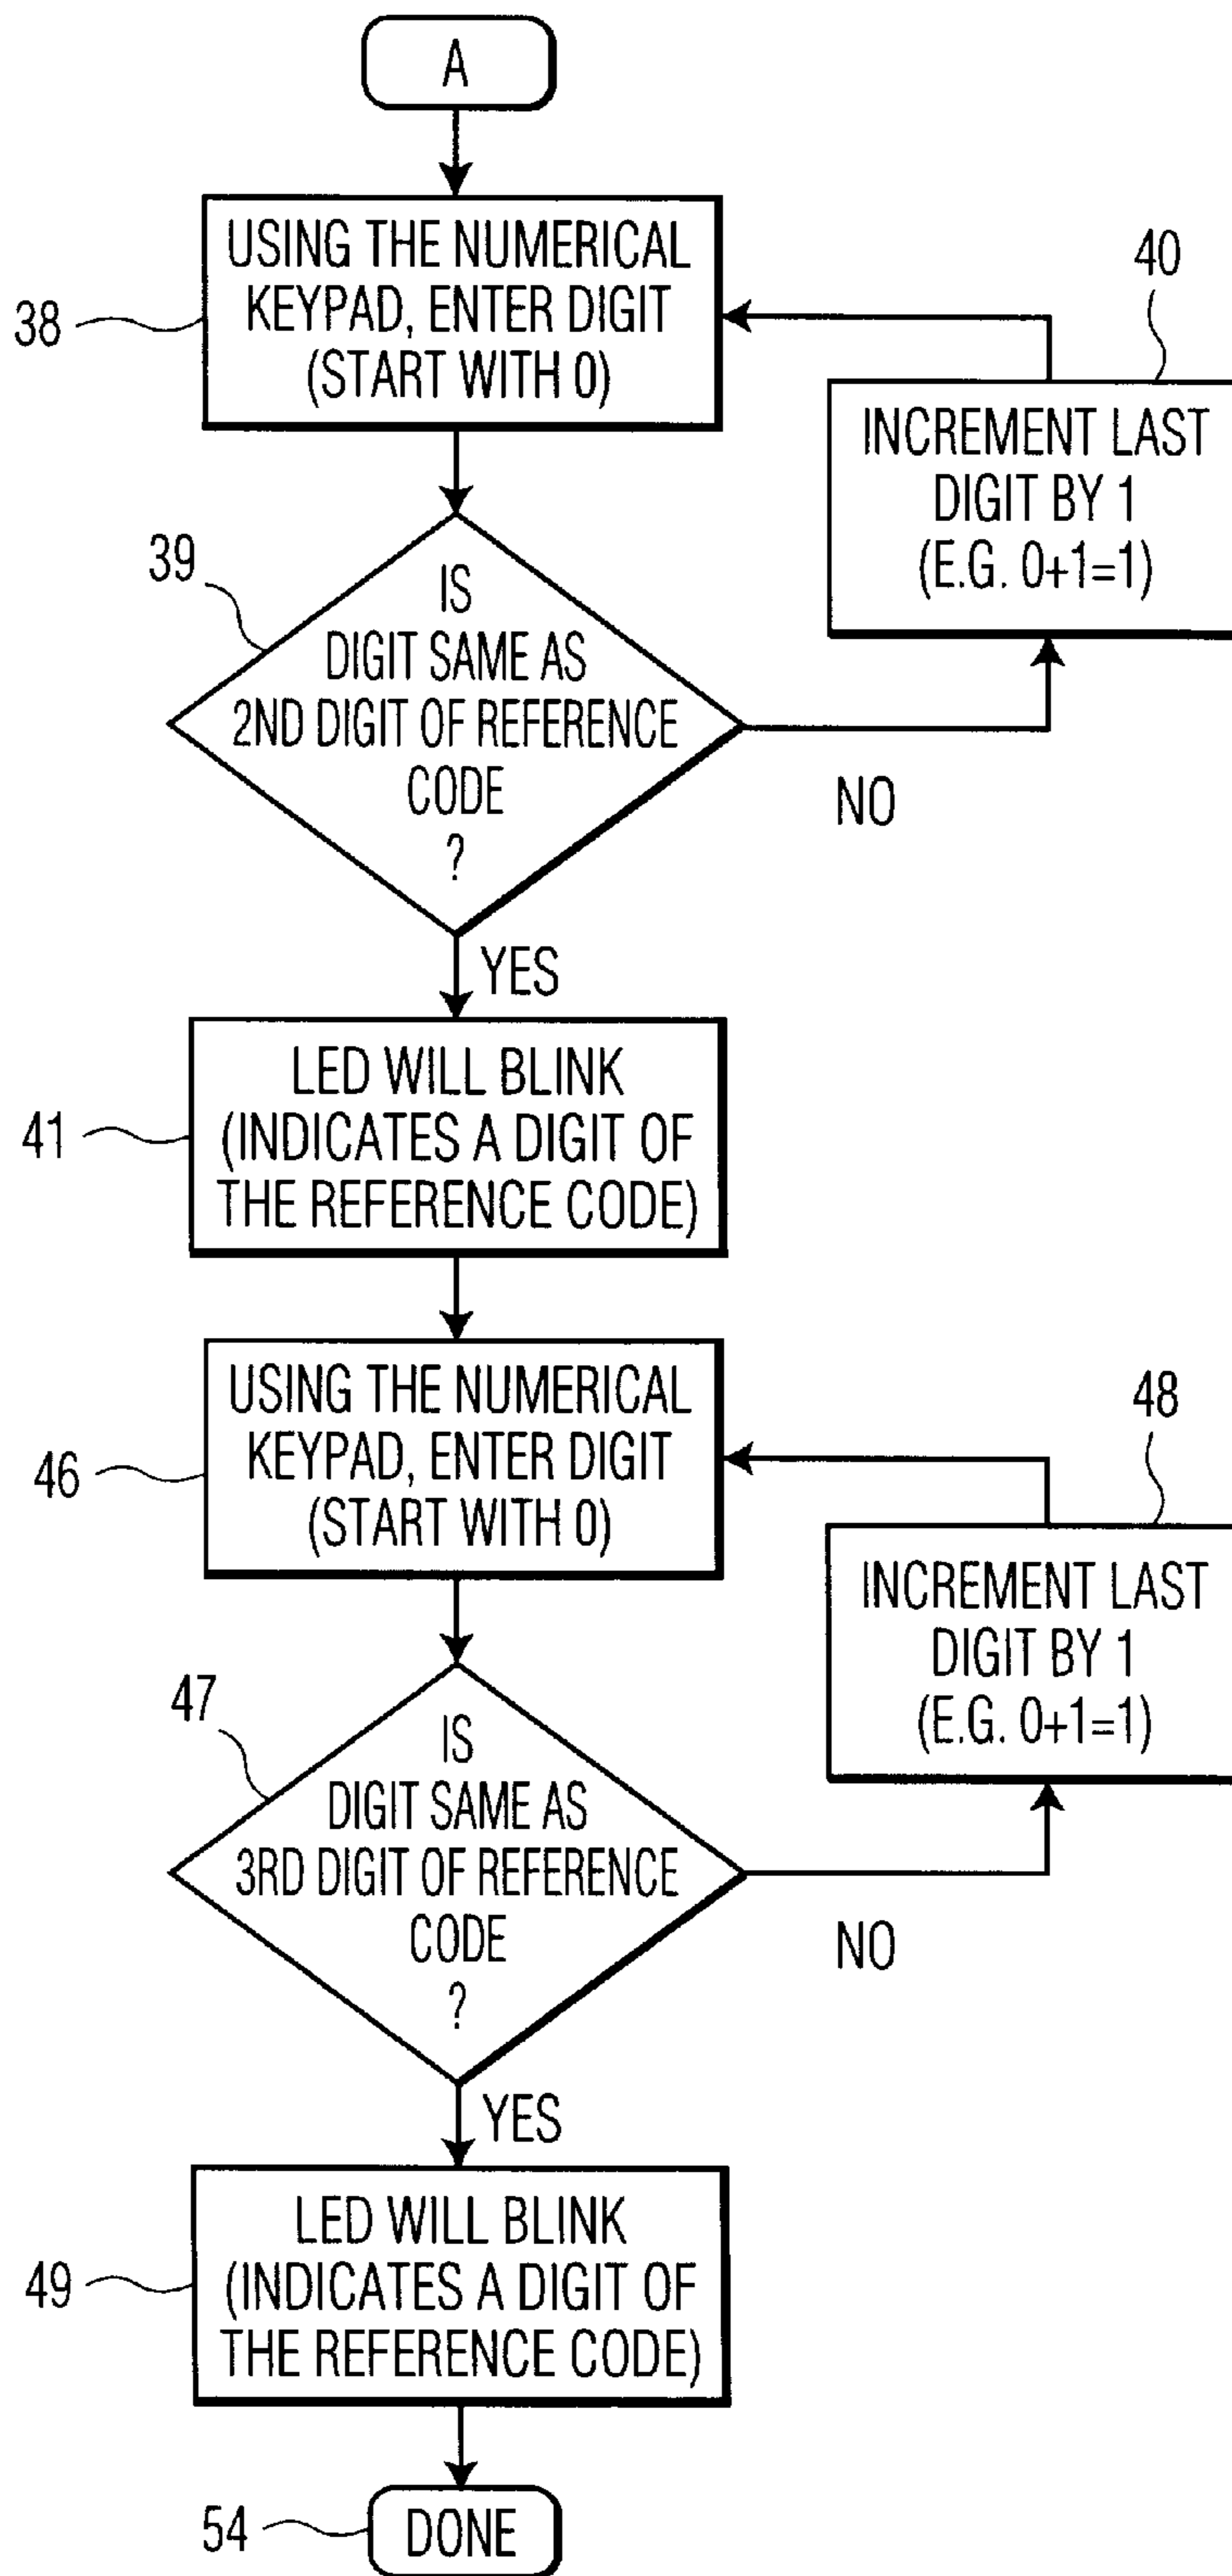 A
38
USING THE NUMERICAL
KEYPAD, ENTER DIGIT
(START WITH 0)
40
INCREMENT LAST
DIGIT BY 1
(E.G. 0+1=1)
39
IS
DIGIT SAME AS
2ND DIGIT OF REFERENCE
CODE
?
NO
YES
41
LED WILL BLINK
(INDICATES A DIGIT OF
THE REFERENCE CODE)
46
USING THE NUMERICAL
KEYPAD, ENTER DIGIT
(START WITH 0)
48
INCREMENT LAST
DIGIT BY 1
(E.G. 0+1=1)
47
IS
DIGIT SAME AS
3RD DIGIT OF REFERENCE
CODE
?
NO
YES
49
LED WILL BLINK
(INDICATES A DIGIT OF
THE REFERENCE CODE)
54
DONE